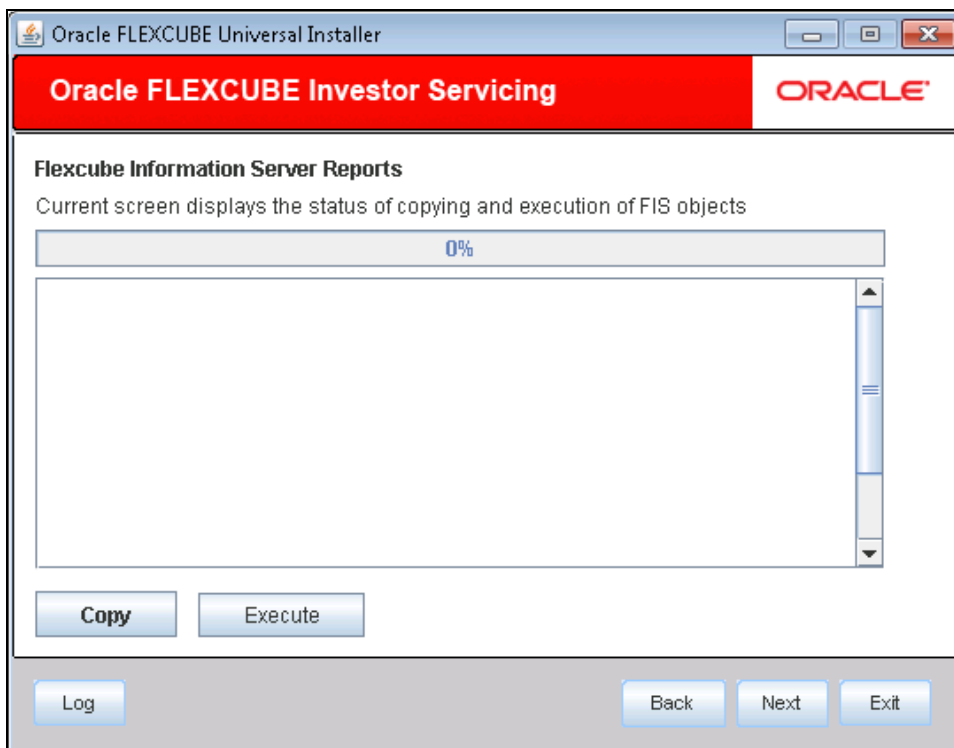 Oracle FLEXCUBE Universal Installer
Oracle FLEXCUBE Investor Servicing
ORACLE
Flexcube Information Server Reports
Current screen displays the status of copying and execution of FIS objects
0%
Copy Execute
Log Back Next Exit